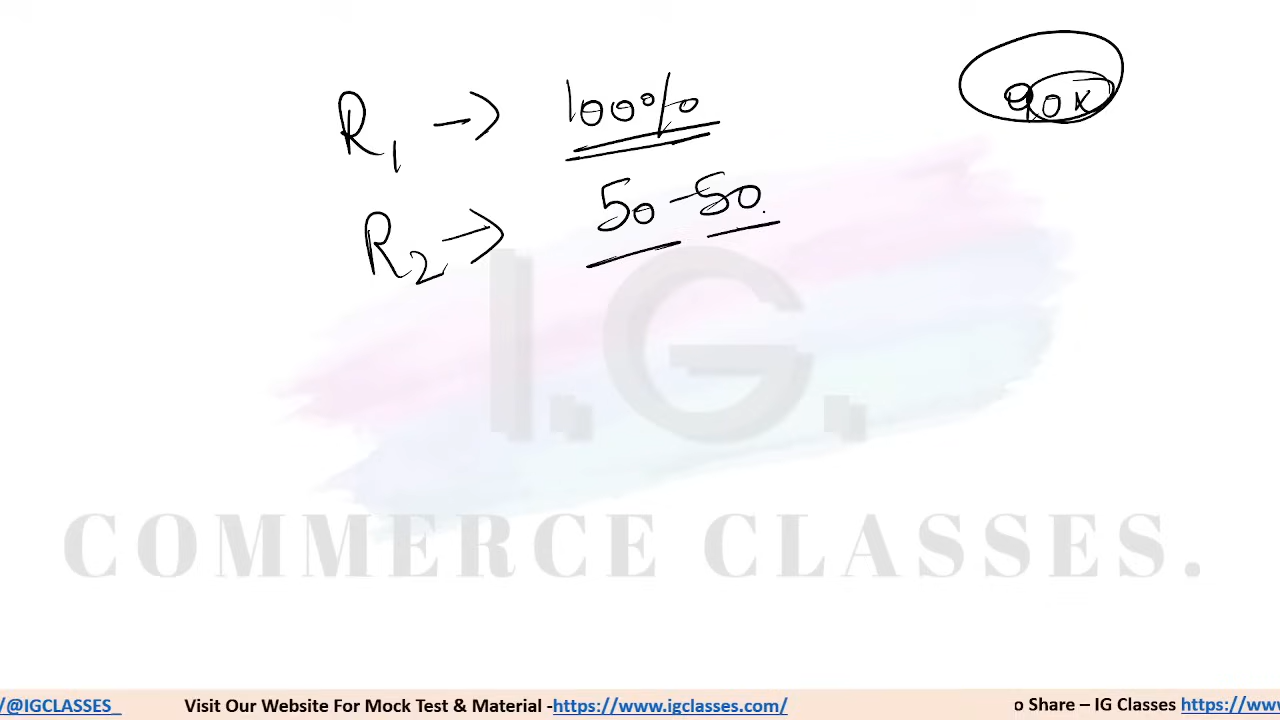 R1 → 100%
90K
R2 → 50-50
I.G.
COMMERCE CLASSES.
/@IGCLASSES_ Visit Our Website For Mock Test & Material -https://www.igclasses.com/ o Share – IG Classes https://www